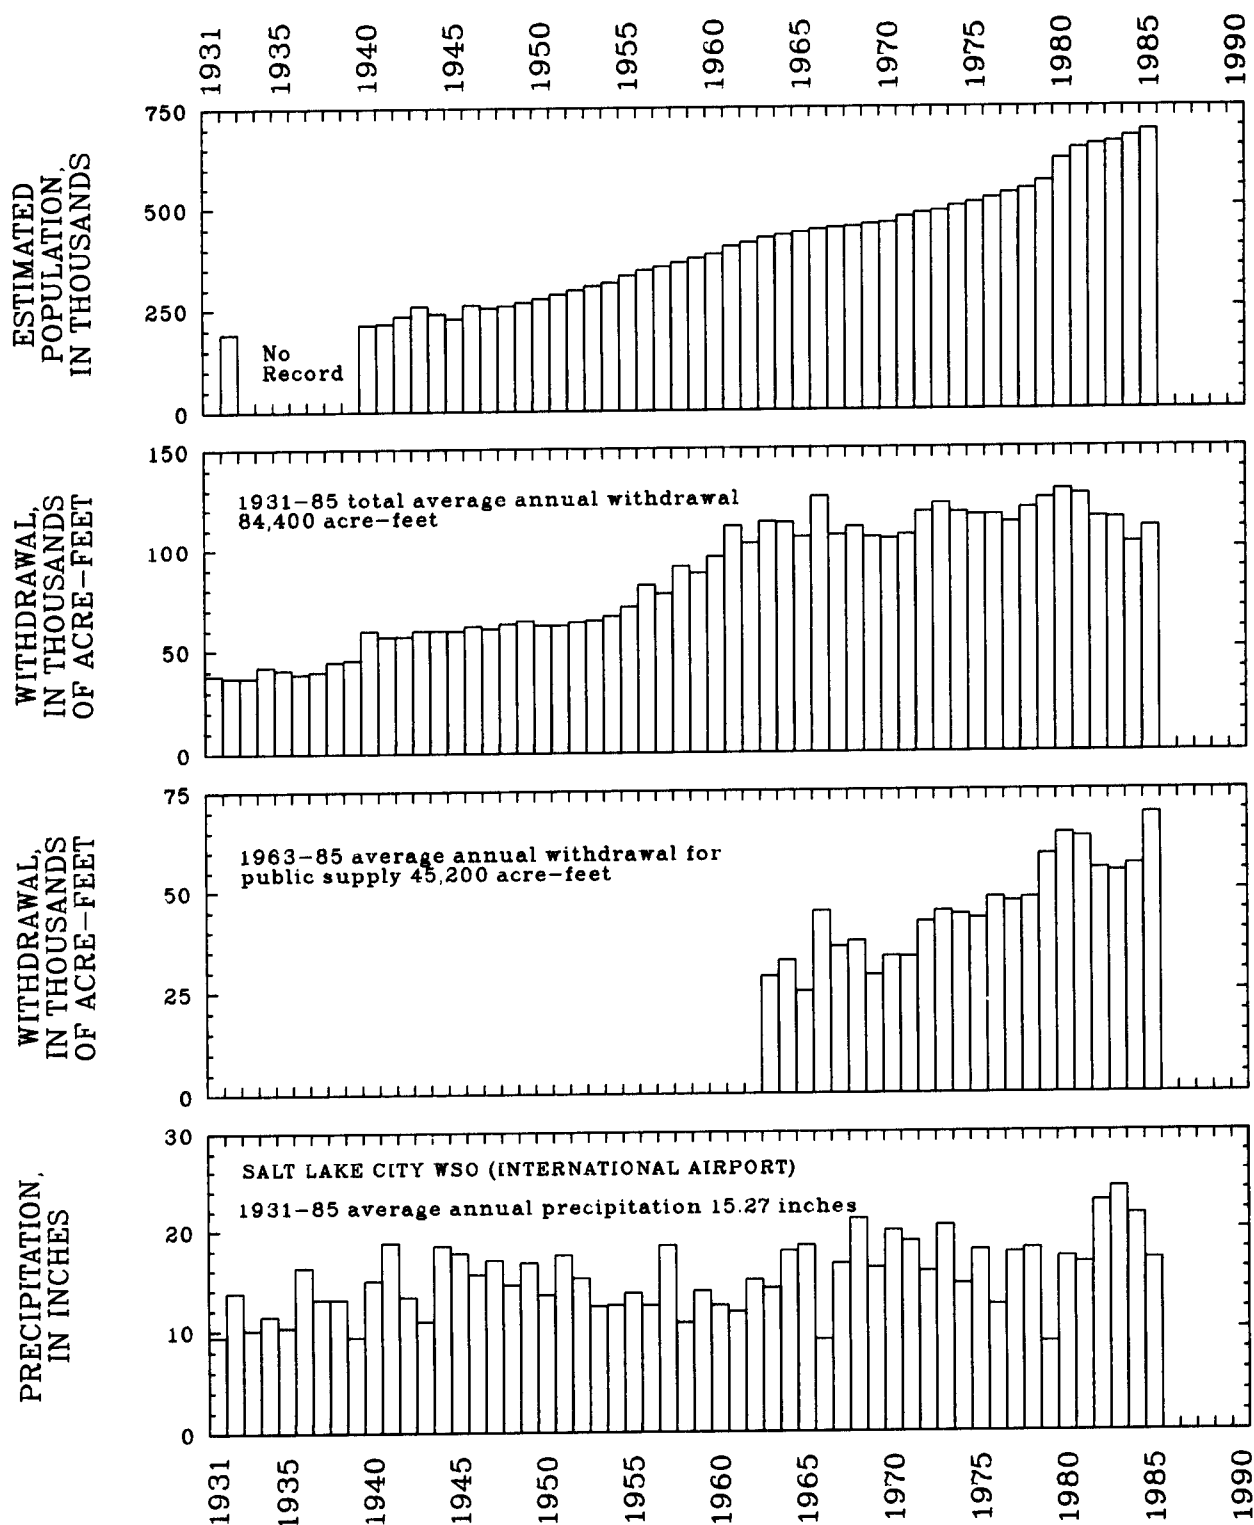 1931
1935
1940
1945
1950
1955
1960
1965
1970
1975
1980
1985
1990
ESTIMATED
POPULATION,
IN THOUSANDS
750
500
250
0
No
Record
WITHDRAWAL,
IN THOUSANDS
OF ACRE-FEET
150
100
50
0
1931-85 total average annual withdrawal
84,400 acre-feet
WITHDRAWAL,
IN THOUSANDS
OF ACRE-FEET
75
50
25
0
1963-85 average annual withdrawal for
public supply 45,200 acre-feet
PRECIPITATION,
IN INCHES
30
20
10
0
SALT LAKE CITY WSO (INTERNATIONAL AIRPORT)
1931-85 average annual precipitation 15.27 inches
1931
1935
1940
1945
1950
1955
1960
1965
1970
1975
1980
1985
1990